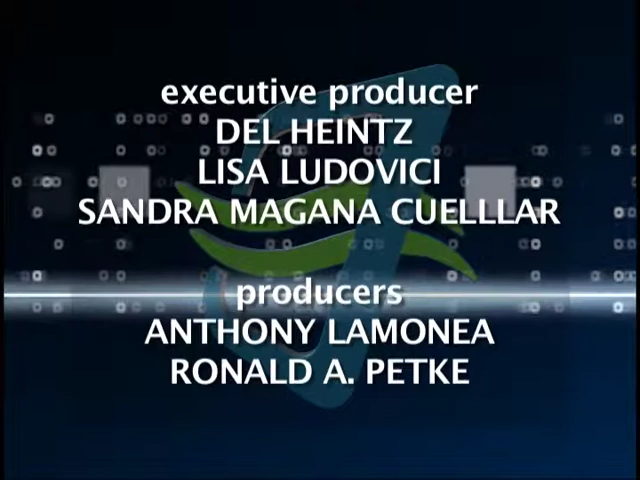 executive producer
DEL HEINTZ
LISA LUDOVICI
SANDRA MAGANA CUELLLAR
producers
ANTHONY LAMONEA
RONALD A. PETKE